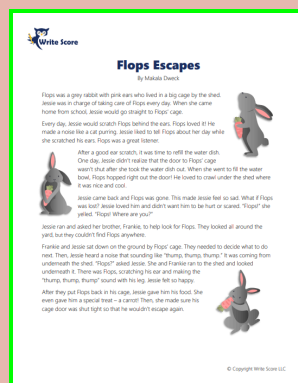 Write Score
Flops Escapes
By Makala Dweck
Flops was a grey rabbit with pink ears who lived in a big cage by the shed.
Jessie was in charge of taking care of Flops every day. When she came
home from school, Jessie would go straight to Flops' cage.
Every day, Jessie would scratch Flops behind the ears. Flops loved it! He
made a noise like a cat purring. Jessie liked to tell Flops about her day while
she scratched his ears. Flops was a great listener.
After a good ear scratch, it was time to refill the water dish.
One day, Jessie didn't realize that the door to Flops' cage
wasn't shut after she took the water dish out. When she went to fill the water
bowl, Flops hopped right out the door! He loved to crawl under the shed where
it was nice and cool.
Jessie came back and Flops was gone. This made Jessie feel so sad. What if Flops
was lost? Jessie loved him and didn't want him to be hurt or scared. "Flops!" she
yelled. "Flops! Where are you?"
Jessie ran and asked her brother, Frankie, to help look for Flops. They looked all around the
yard, but they couldn't find Flops anywhere.
Frankie and Jessie sat down on the ground by Flops' cage. They needed to decide what to do
next. Then, Jessie heard a noise that sounding like "thump, thump, thump." It was coming from
underneath the shed. "Flops?" asked Jessie. She and Frankie ran to the shed and looked
underneath it. There was Flops, scratching his ear and making the
"thump, thump, thump" sound with his leg. Jessie felt so happy.
After they put Flops back in his cage, Jessie gave him his food. She
even gave him a special treat – a carrot! Then, she made sure his
cage door was shut tight so that he wouldn't escape again.
© Copyright Write Score LLC